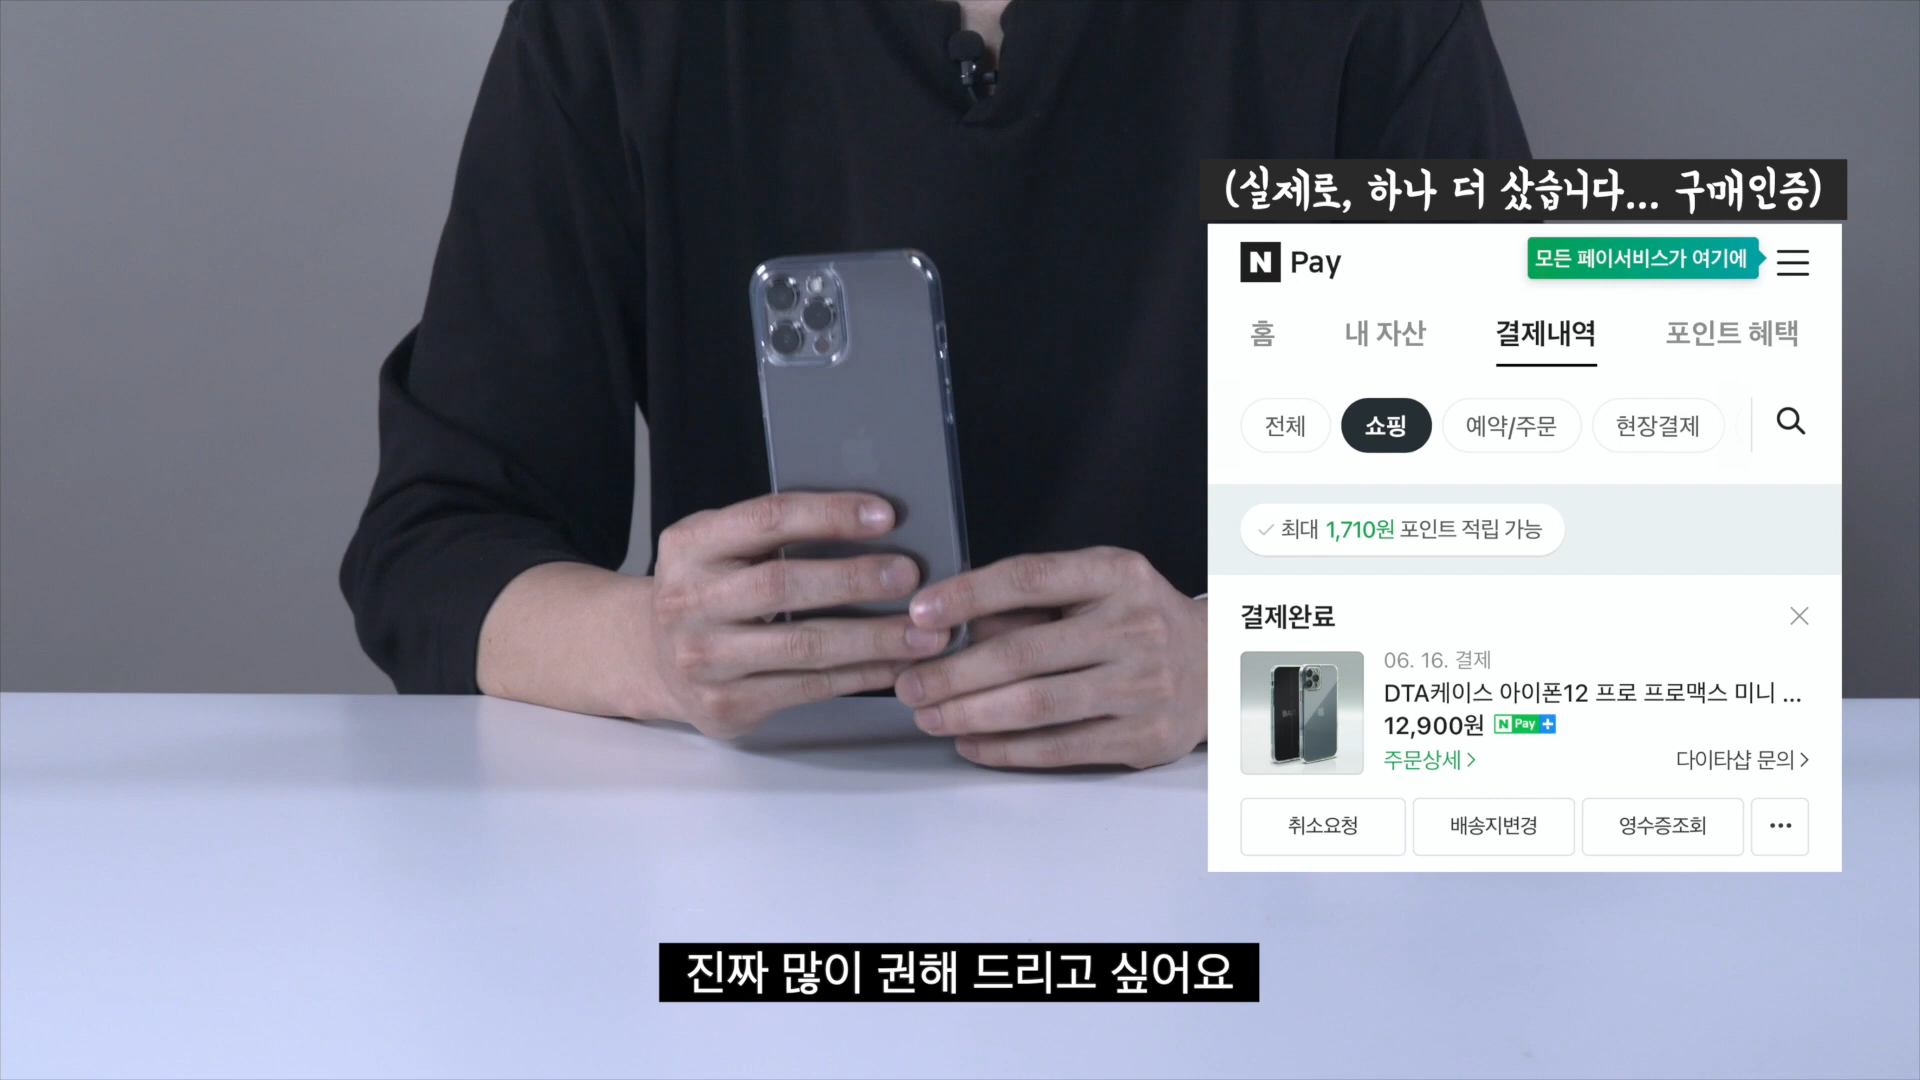 (실제로, 하나 더 샀습니다... 구매인증)
N Pay
모든 페이서비스가 여기에
홈 내 자산 결제내역 포인트 혜택
전체 쇼핑 예약/주문 현장결제
최대 1,710원 포인트 적립 가능
결제완료
06. 16. 결제
DTA케이스 아이폰12 프로 프로맥스 미니 ...
12,900원 N Pay +
주문상세 다이타샵 문의
취소요청 배송지변경 영수증조회
진짜 많이 권해 드리고 싶어요